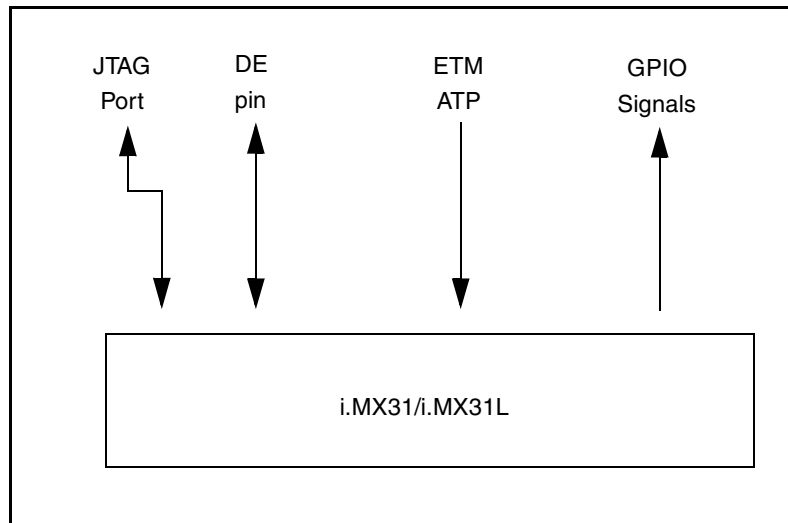 JTAG
Port
DE
pin
ETM
ATP
GPIO
Signals
i.MX31/i.MX31L